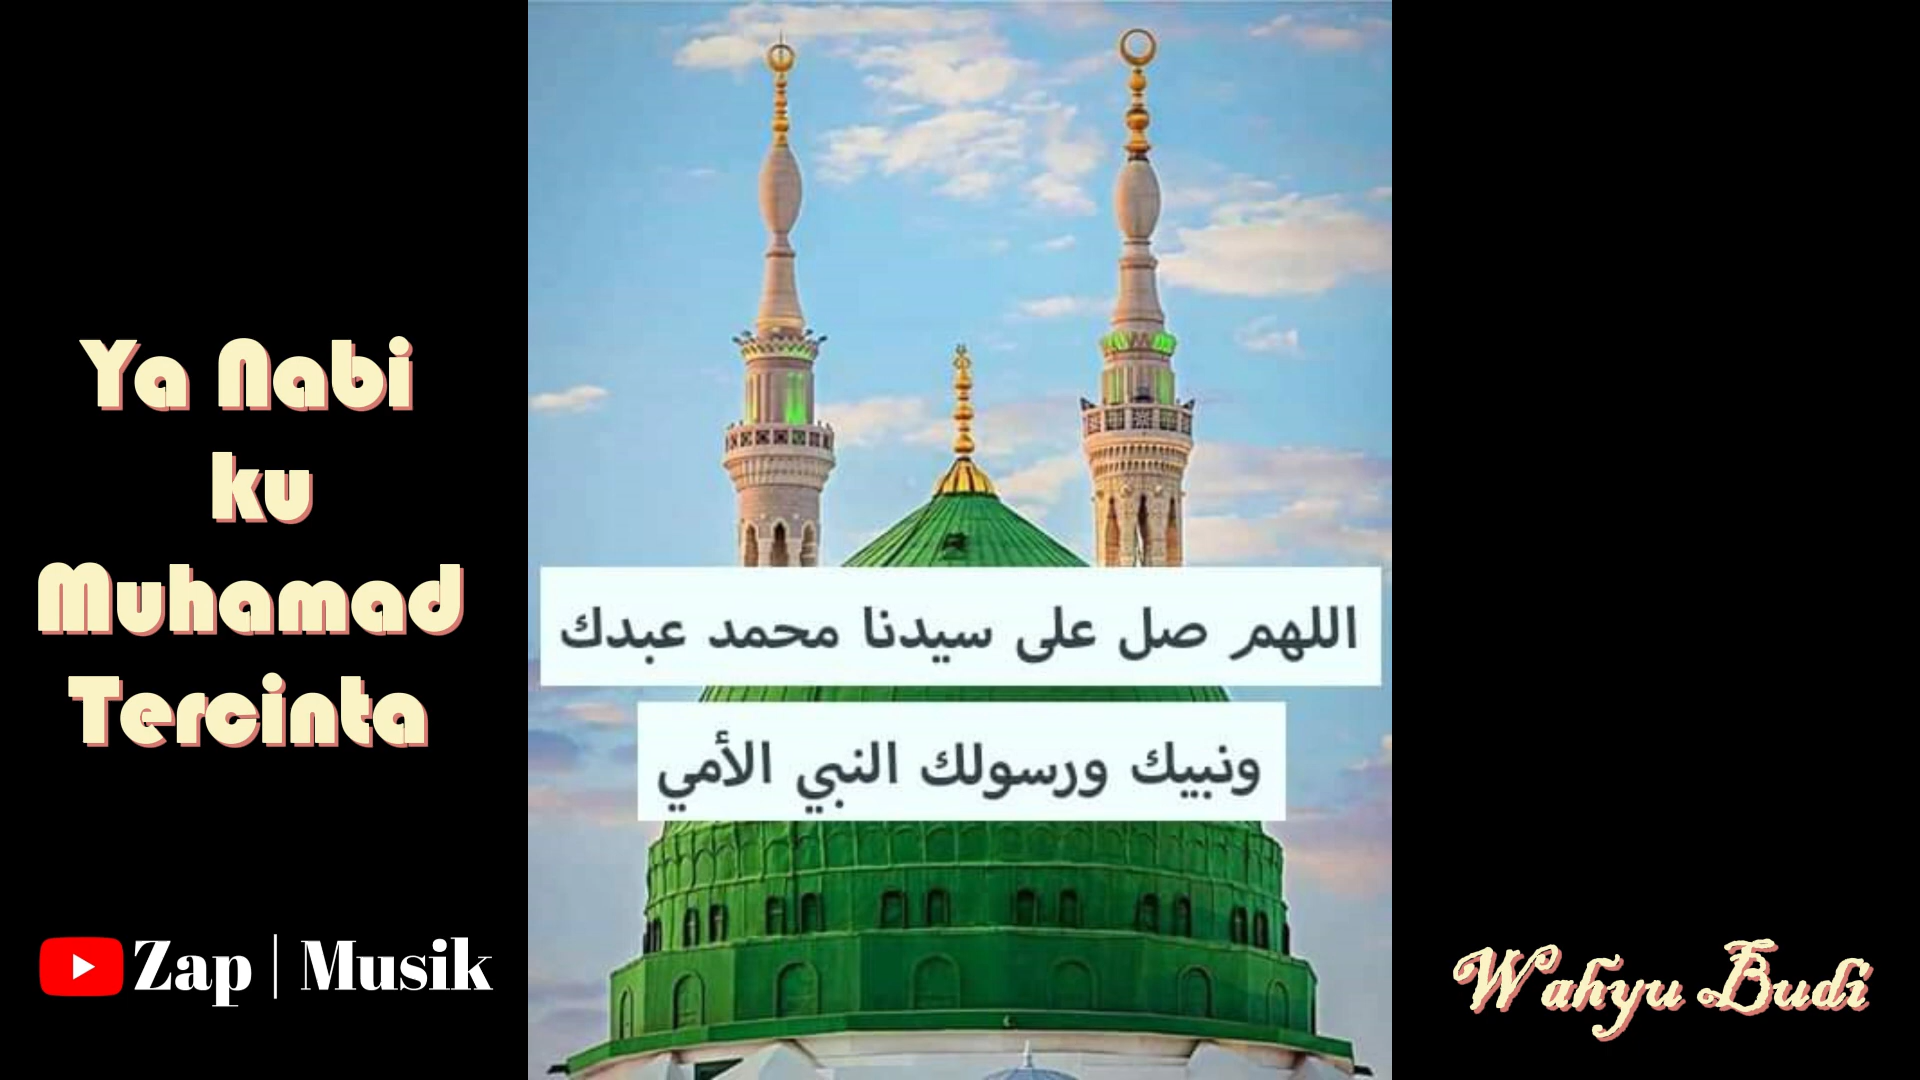 Ya Nabi
ku
Muhamad
Tercinta
اللهم صل على سيدنا محمد عبدك
ونبيك ورسولك النبي الأمي
Zap | Musik
Wahyu Budi